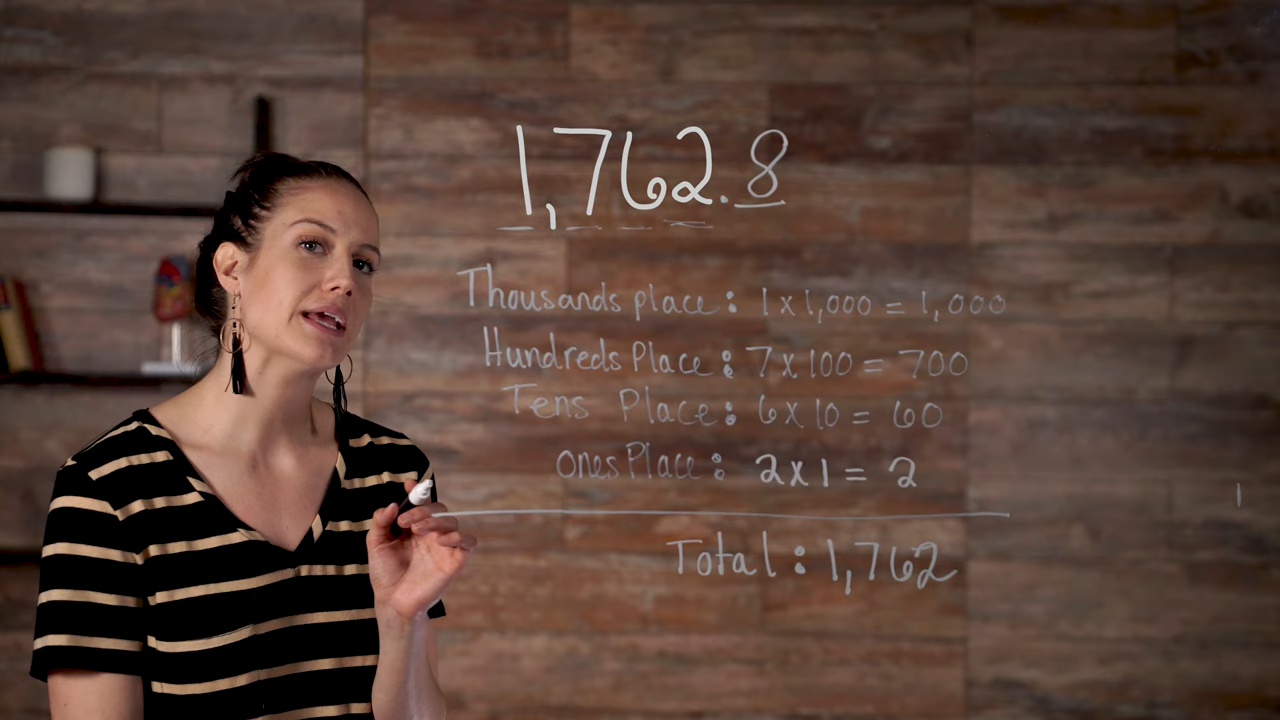 1,762.8
Thousands place: 1 x 1,000 = 1,000
Hundreds Place: 7 x 100 = 700
Tens Place: 6 x 10 = 60
ones Place: 2 x 1 = 2
Total: 1,762